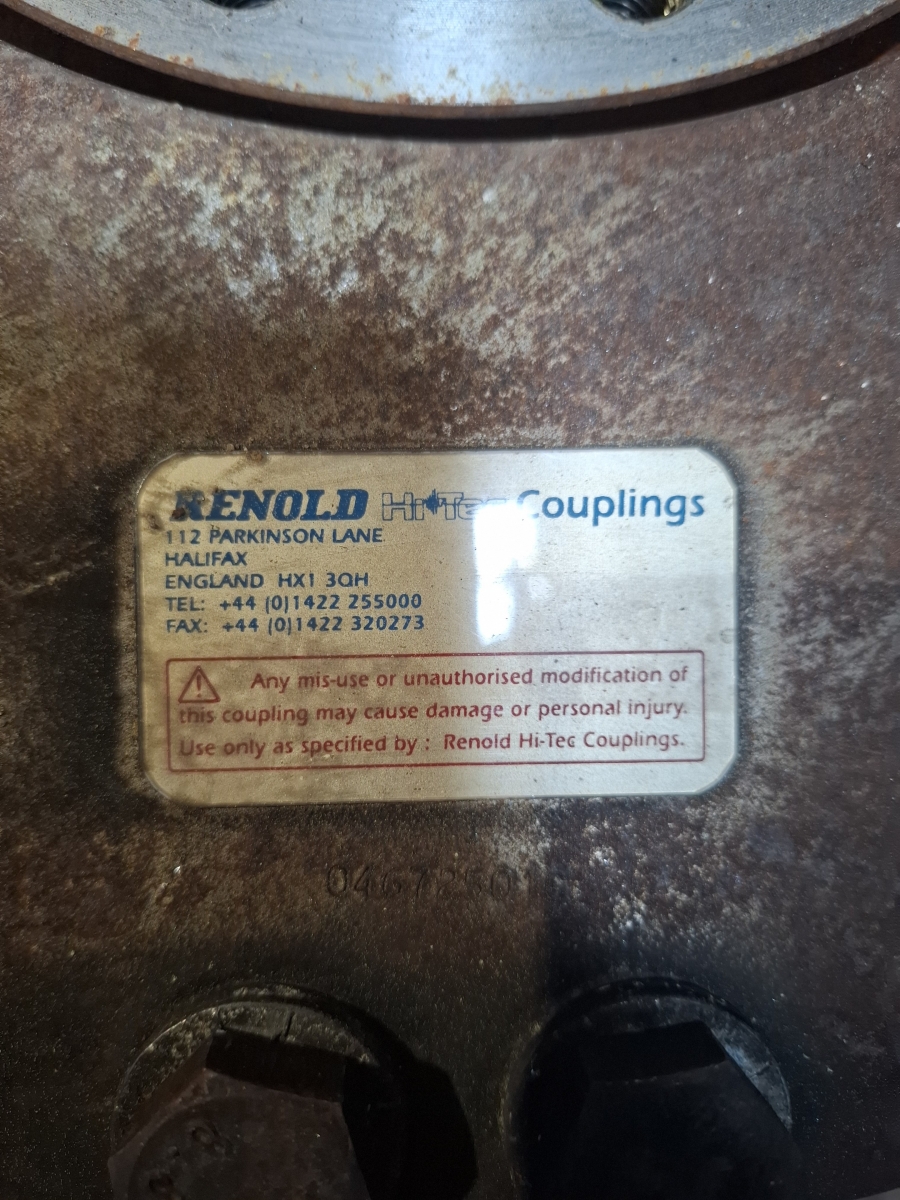 RENOLD Hi-Tec Couplings
112 PARKINSON LANE
HALIFAX
ENGLAND HX1 3QH
TEL: +44 (0)1422 255000
FAX: +44 (0)1422 320273
Any mis-use or unauthorised modification of
this coupling may cause damage or personal injury.
Use only as specified by : Renold Hi-Tec Couplings.